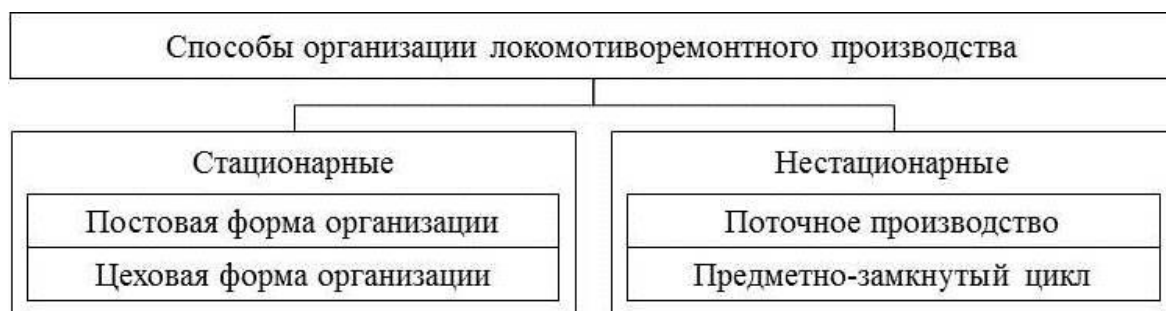 Способы организации локомотиворемонтного производства
Стационарные
Постовая форма организации
Цеховая форма организации
Нестационарные
Поточное производство
Предметно-замкнутый цикл